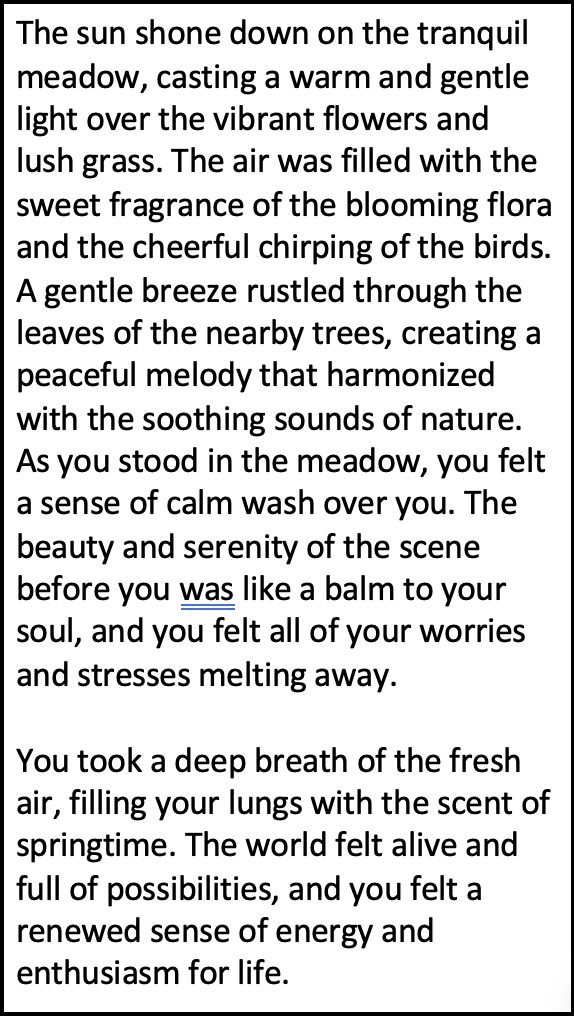 The sun shone down on the tranquil
meadow, casting a warm and gentle
light over the vibrant flowers and
lush grass. The air was filled with the
sweet fragrance of the blooming flora
and the cheerful chirping of the birds.
A gentle breeze rustled through the
leaves of the nearby trees, creating a
peaceful melody that harmonized
with the soothing sounds of nature.
As you stood in the meadow, you felt
a sense of calm wash over you. The
beauty and serenity of the scene
before you was like a balm to your
soul, and you felt all of your worries
and stresses melting away.

You took a deep breath of the fresh
air, filling your lungs with the scent of
springtime. The world felt alive and
full of possibilities, and you felt a
renewed sense of energy and
enthusiasm for life.